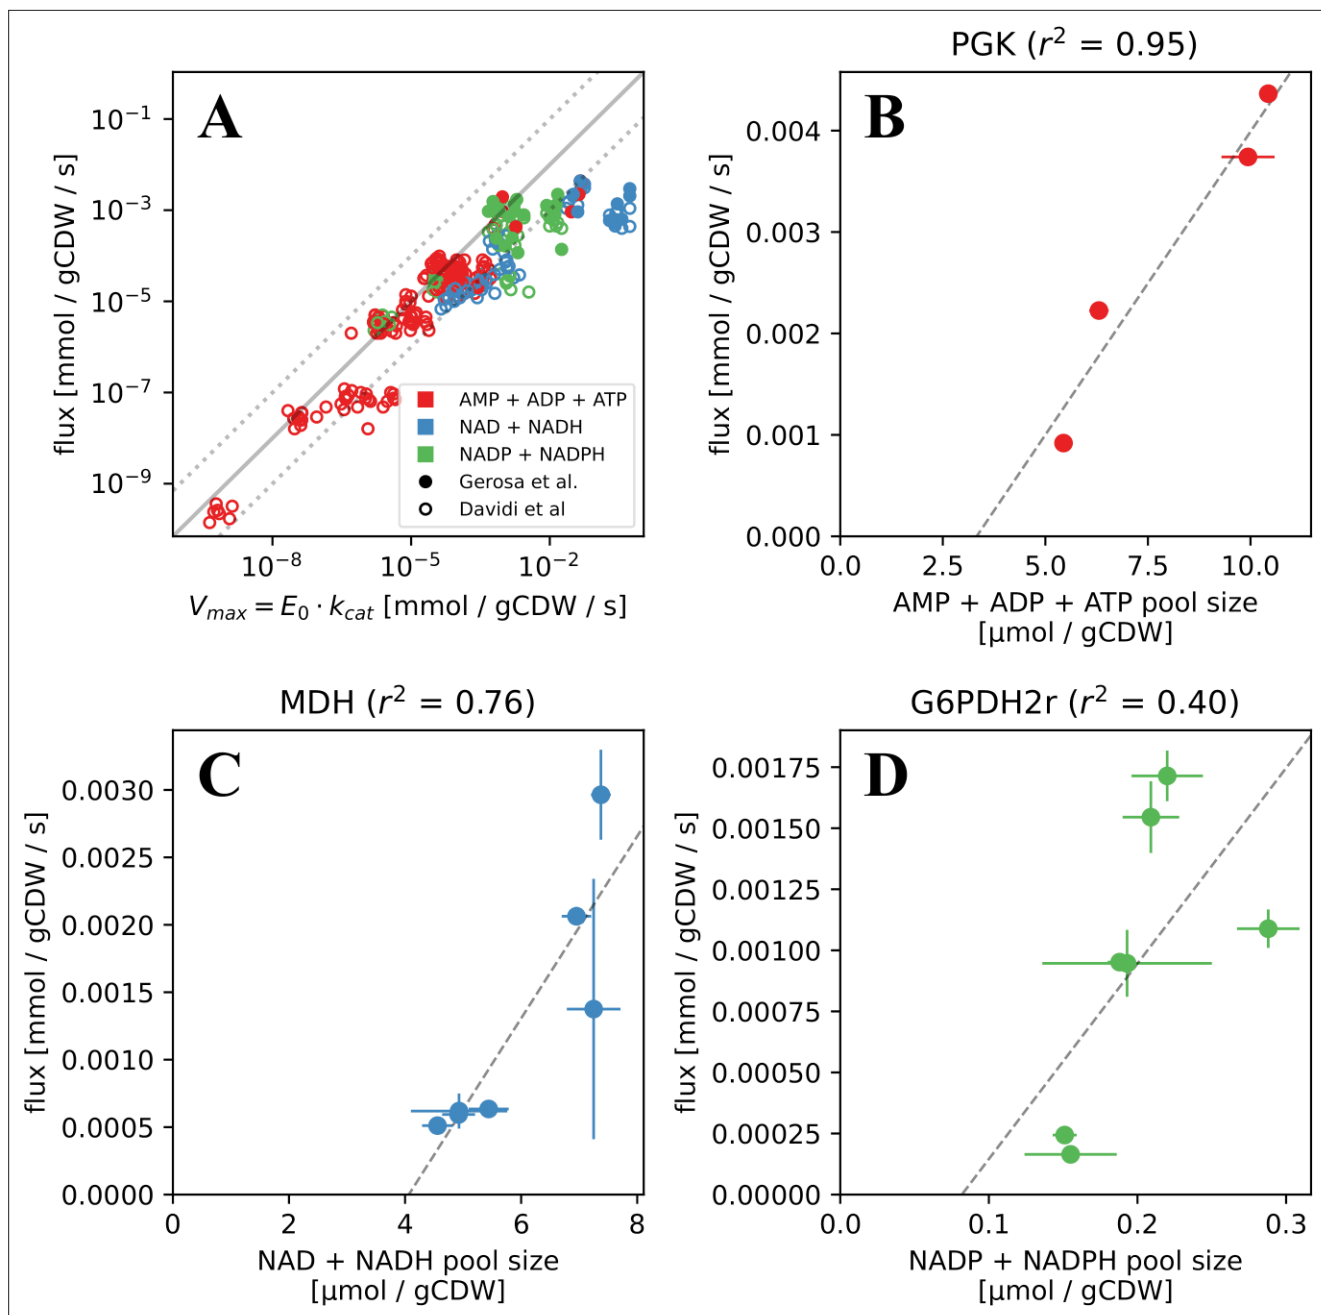 A
10⁻¹
10⁻³
10⁻⁵
10⁻⁷
10⁻⁹
flux [mmol / gCDW / s]
AMP + ADP + ATP
NAD + NADH
NADP + NADPH
Gerosa et al.
Davidi et al
10⁻⁸
10⁻⁵
10⁻²
V_max = E_0 · k_cat [mmol / gCDW / s]
PGK (r² = 0.95)
B
0.004
0.003
0.002
0.001
0.000
flux [mmol / gCDW / s]
0.0
2.5
5.0
7.5
10.0
AMP + ADP + ATP pool size
[μmol / gCDW]
MDH (r² = 0.76)
C
0.0030
0.0025
0.0020
0.0015
0.0010
0.0005
0.0000
flux [mmol / gCDW / s]
0
2
4
6
8
NAD + NADH pool size
[μmol / gCDW]
G6PDH2r (r² = 0.40)
D
0.00175
0.00150
0.00125
0.00100
0.00075
0.00050
0.00025
0.00000
flux [mmol / gCDW / s]
0.0
0.1
0.2
0.3
NADP + NADPH pool size
[μmol / gCDW]